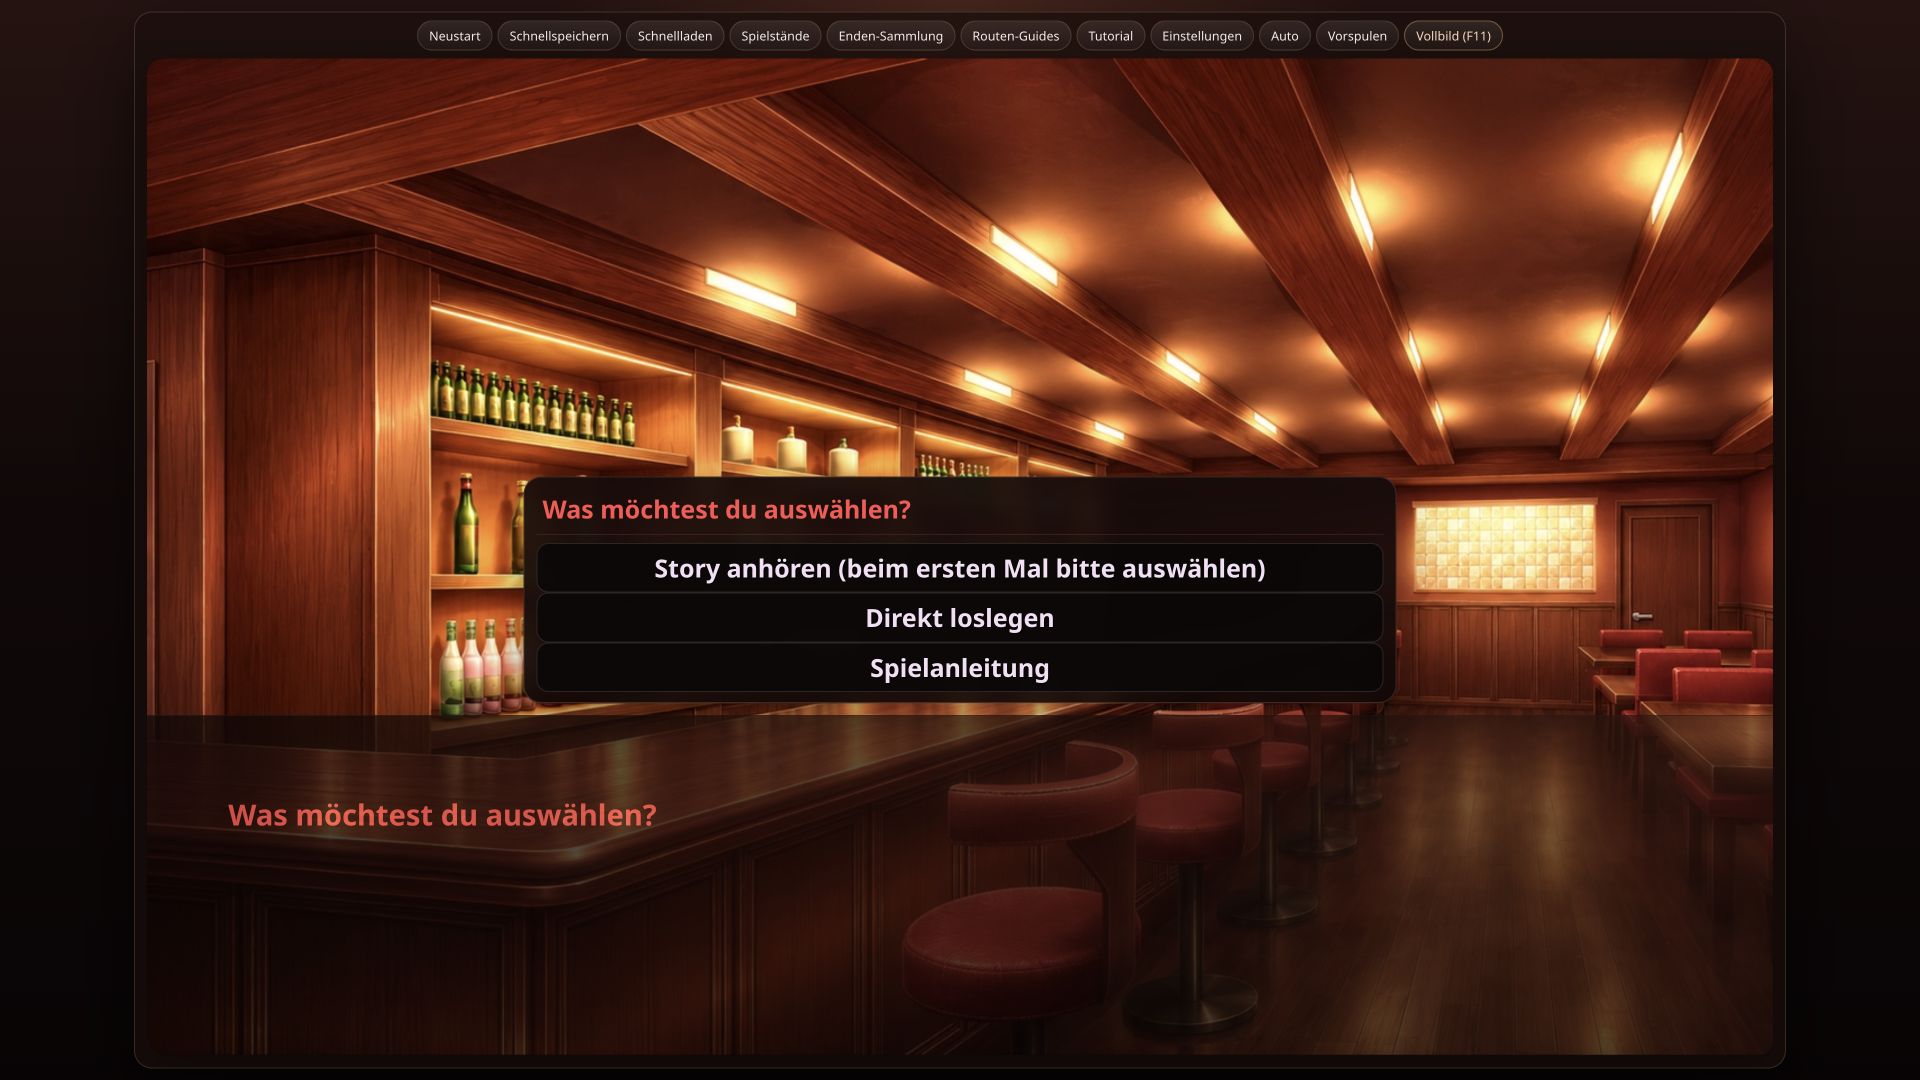 Neustart Schnellspeichern Schnellladen Spielstände Enden-Sammlung Routen-Guides Tutorial Einstellungen Auto Vorspulen Vollbild (F11)
Was möchtest du auswählen?
Story anhören (beim ersten Mal bitte auswählen)
Direkt loslegen
Spielanleitung
Was möchtest du auswählen?